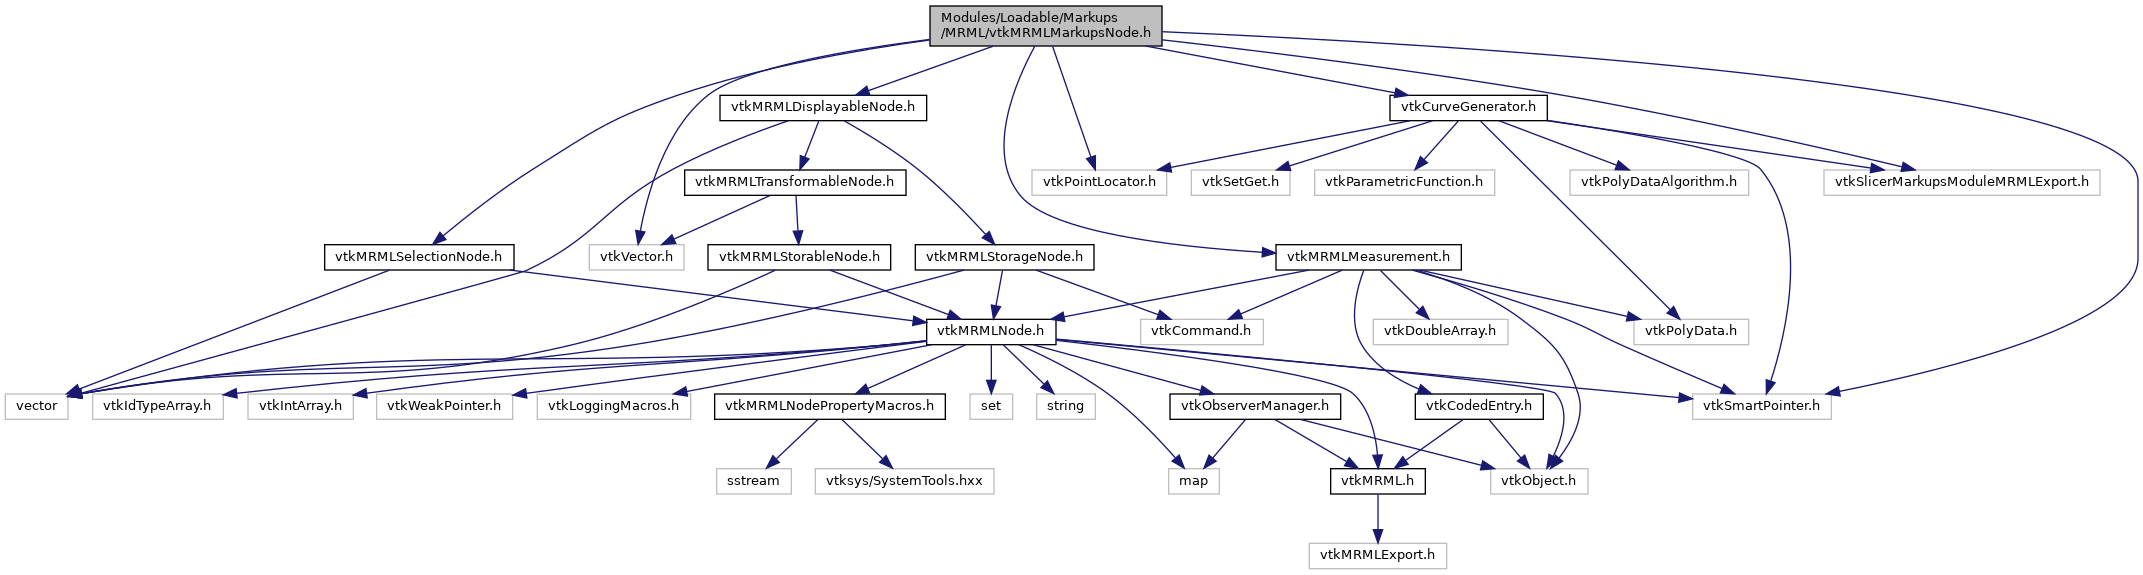 Modules/Loadable/Markups
/MRML/vtkMRMLMarkupsNode.h
vtkMRMLDisplayableNode.h
vtkCurveGenerator.h
vtkMRMLTransformableNode.h
vtkPointLocator.h
vtkSetGet.h
vtkParametricFunction.h
vtkPolyDataAlgorithm.h
vtkSlicerMarkupsModuleMRMLExport.h
vtkMRMLSelectionNode.h
vtkVector.h
vtkMRMLStorableNode.h
vtkMRMLStorageNode.h
vtkMRMLMeasurement.h
vtkMRMLNode.h
vtkCommand.h
vtkDoubleArray.h
vtkPolyData.h
vector
vtkIdTypeArray.h
vtkIntArray.h
vtkWeakPointer.h
vtkLoggingMacros.h
vtkMRMLNodePropertyMacros.h
set
string
vtkObserverManager.h
vtkCodedEntry.h
vtkSmartPointer.h
sstream
vtksys/SystemTools.hxx
map
vtkMRML.h
vtkObject.h
vtkMRMLExport.h